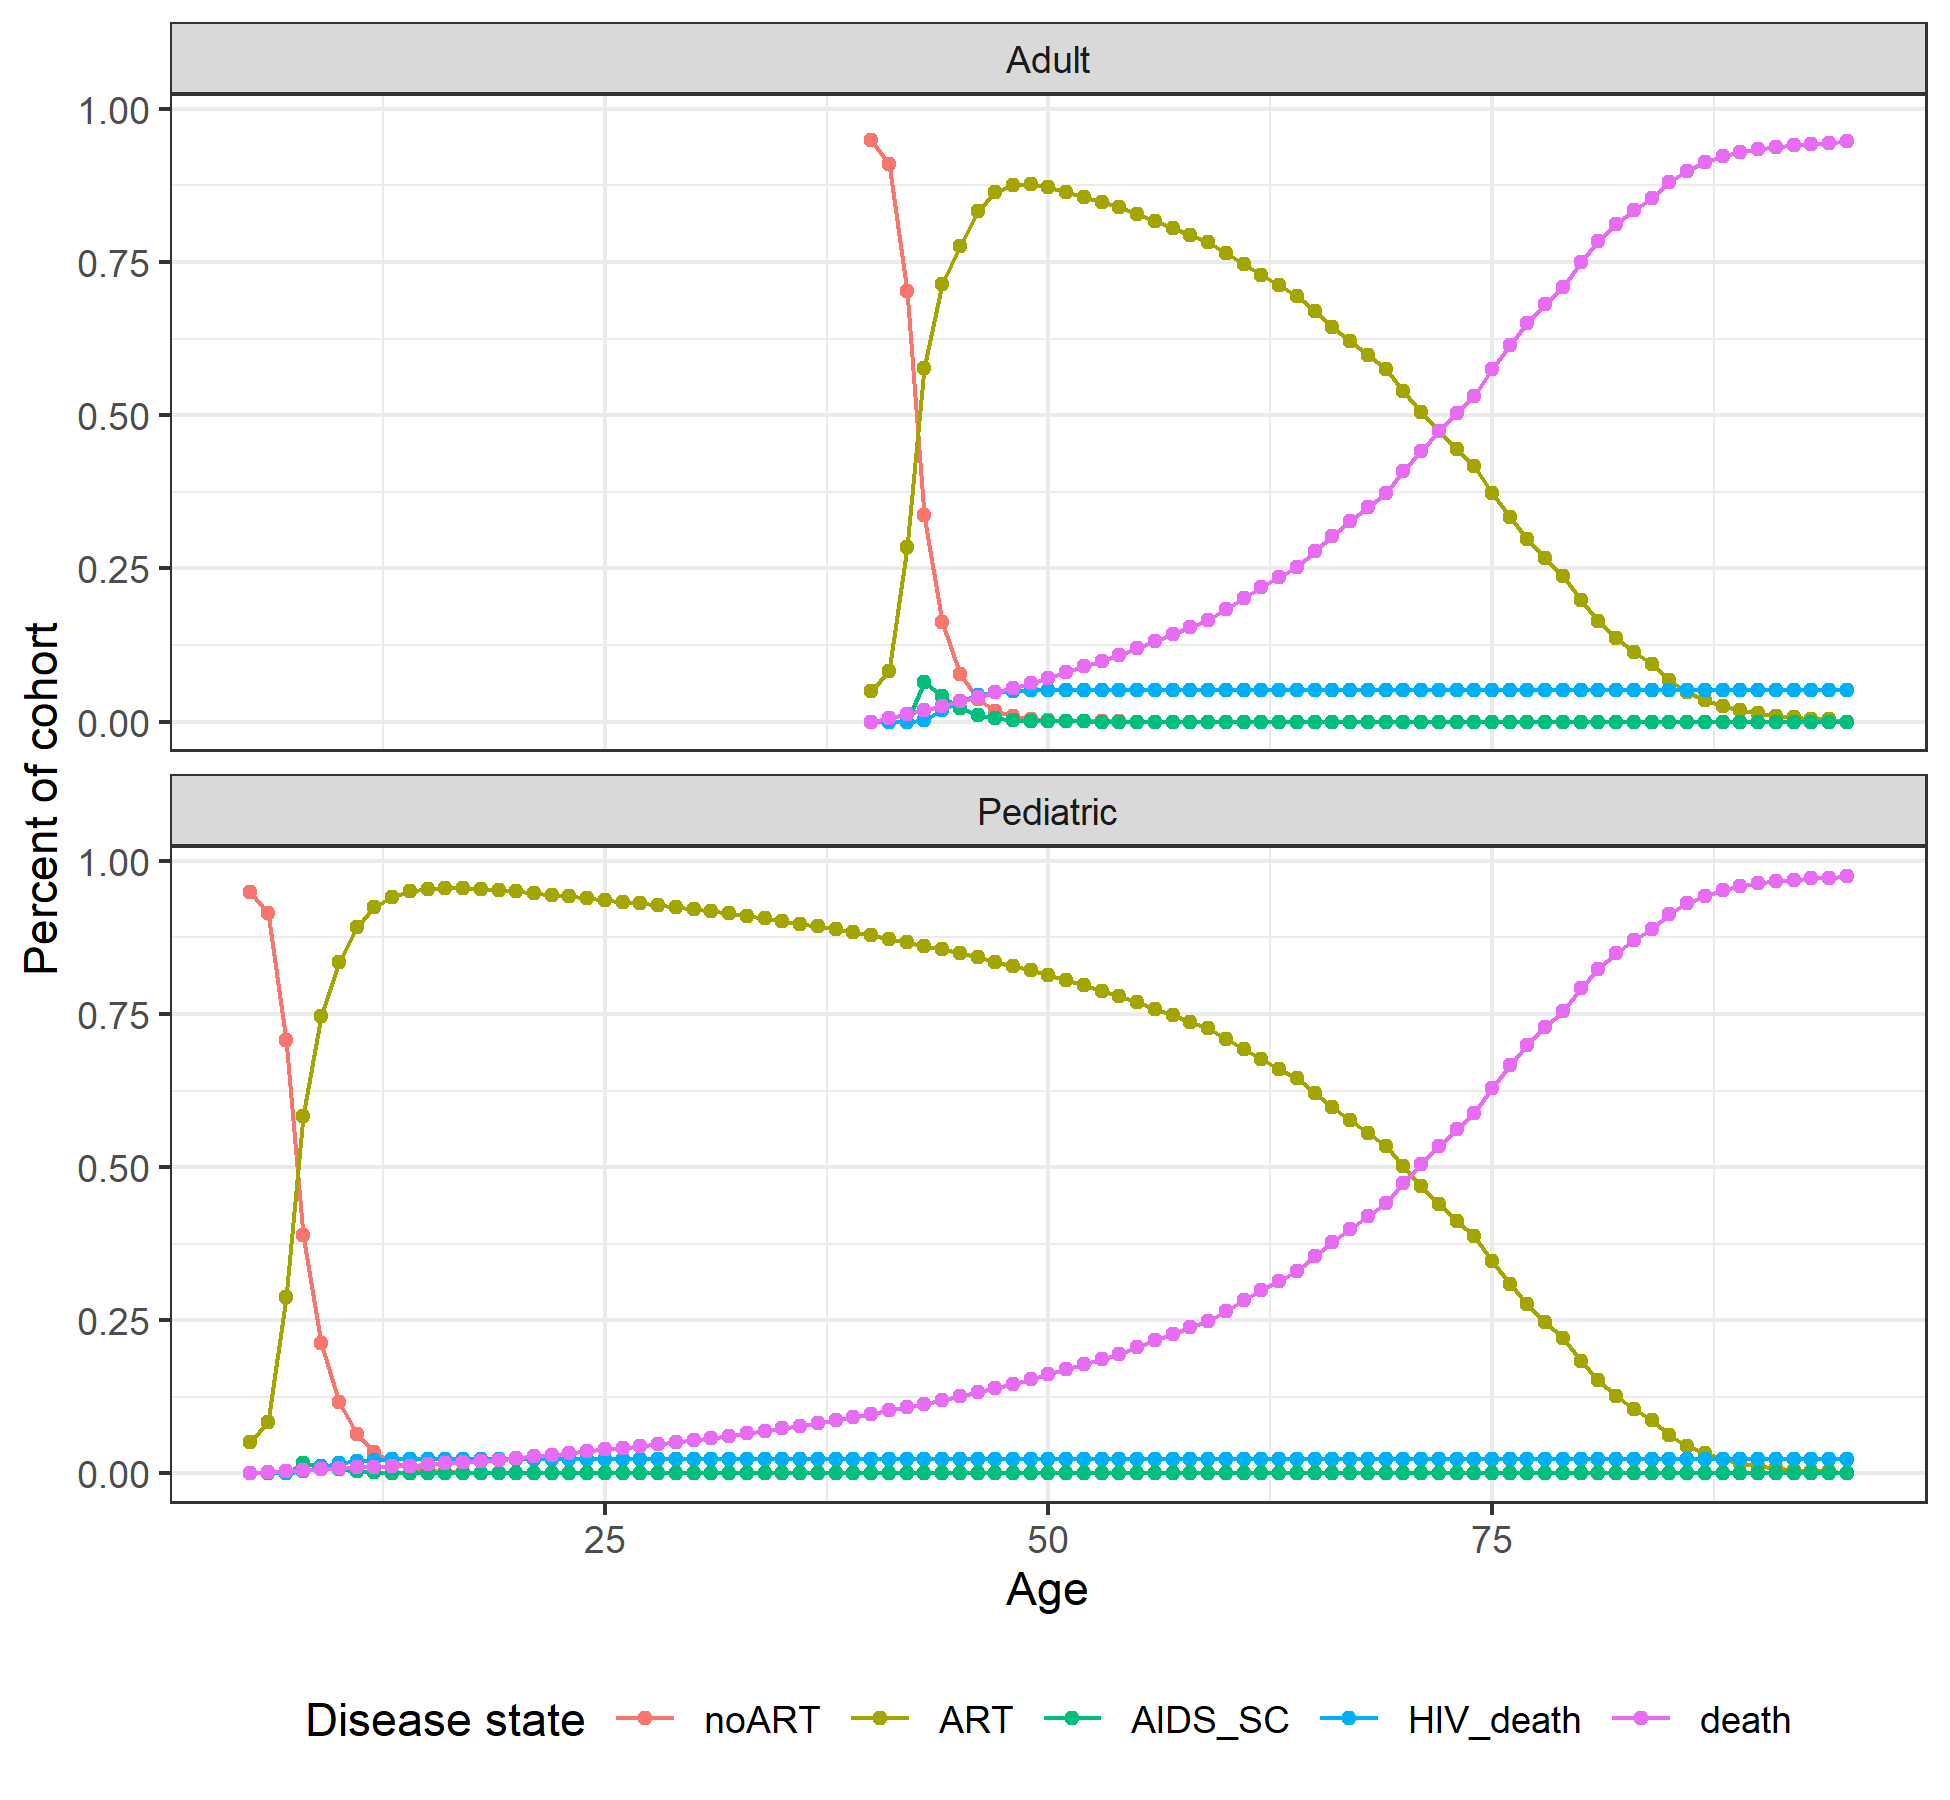 Adult
1.00
0.75
0.50
0.25
0.00
Percent of cohort
Pediatric
1.00
0.75
0.50
0.25
0.00
25 50 75
Age
Disease state noART ART AIDS_SC HIV_death death